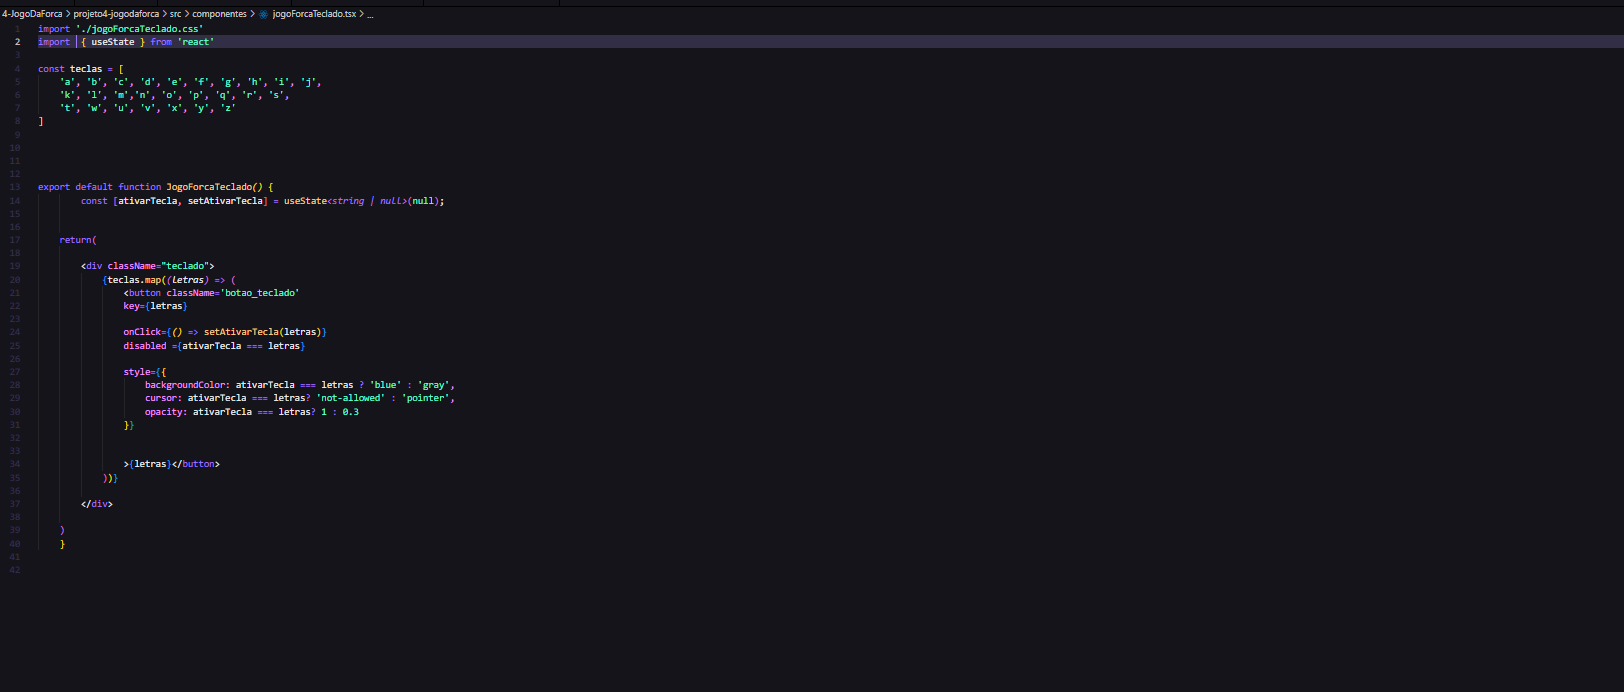 4-JogoDaForca > projeto4-jogodaforca > src > componentes > jogoForcaTeclado.tsx > ...
1 import './jogoForcaTeclado.css'
2 import { useState } from 'react'
3
4 const teclas = [
5 'a', 'b', 'c', 'd', 'e', 'f', 'g', 'h', 'i', 'j',
6 'k', 'l', 'm','n', 'o', 'p', 'q', 'r', 's',
7 't', 'w', 'u', 'v', 'x', 'y', 'z'
8 ]
9
10
11
12
13 export default function JogoForcaTeclado() {
14 const [ativarTecla, setAtivarTecla] = useState<string | null>(null);
15
16
17 return(
18
19 <div className="teclado">
20 {teclas.map((letras) => (
21 <button className='botao_teclado'
22 key={letras}
23
24 onClick={() => setAtivarTecla(letras)}
25 disabled ={ativarTecla === letras}
26
27 style={{
28 backgroundColor: ativarTecla === letras ? 'blue' : 'gray',
29 cursor: ativarTecla === letras? 'not-allowed' : 'pointer',
30 opacity: ativarTecla === letras? 1 : 0.3
31 }}
32
33
34 >{letras}</button>
35 ))}
36
37 </div>
38
39 )
40 }
41
42